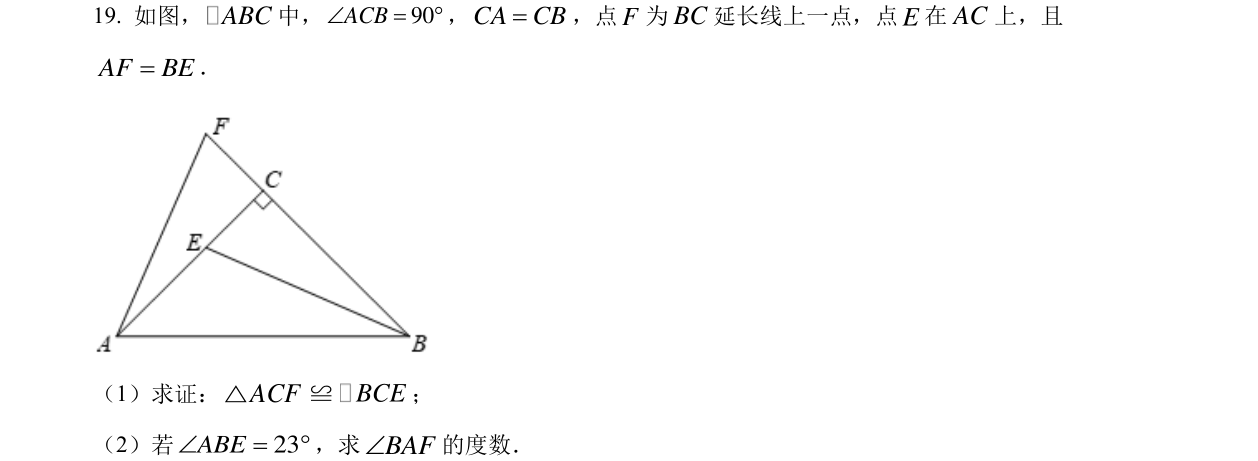 19. 如图，□ABC 中，∠ACB = 90°，CA = CB，点 F 为 BC 延长线上一点，点 E 在 AC 上，且
AF = BE．
F
C
E
A
B
（1）求证：△ACF ≌ □BCE；
（2）若 ∠ABE = 23°，求 ∠BAF 的度数．